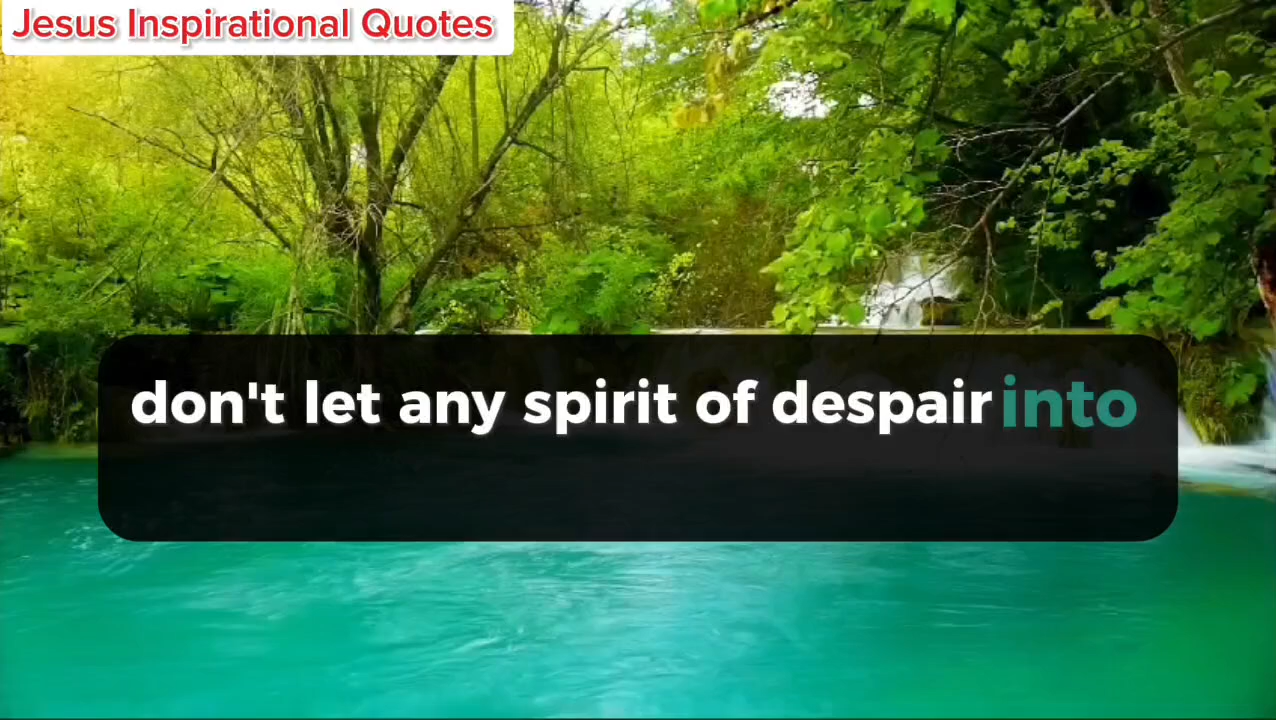 Jesus Inspirational Quotes
don't let any spirit of despair into